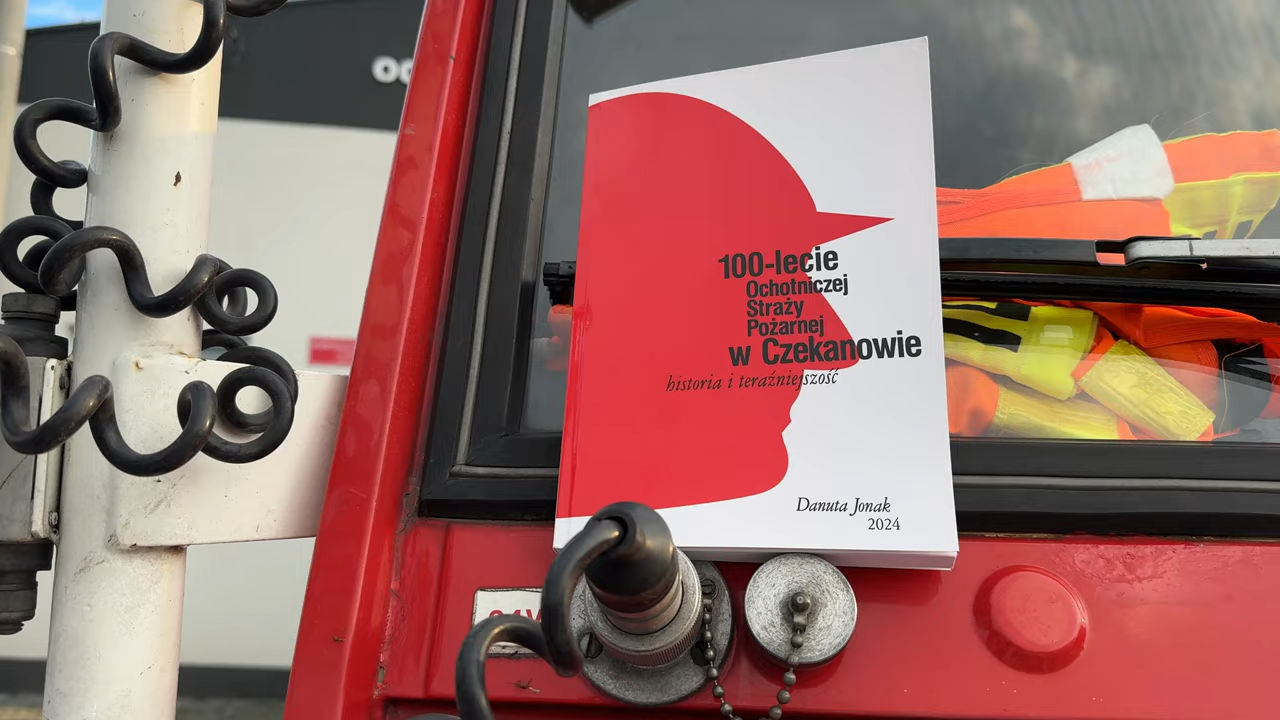 100-lecie
Ochotniczej
Straży
Pożarnej
w Czekanowie
historia i teraźniejszość
Danuta Jonak
2024